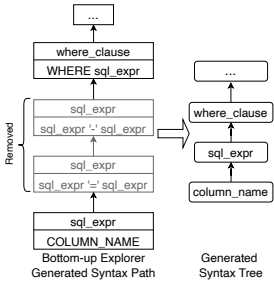 ...
where_clause
WHERE sql_expr
Removed
sql_expr
sql_expr '-' sql_expr
sql_expr
sql_expr '=' sql_expr
sql_expr
COLUMN_NAME
Bottom-up Explorer
Generated Syntax Path
...
where_clause
sql_expr
column_name
Generated
Syntax Tree